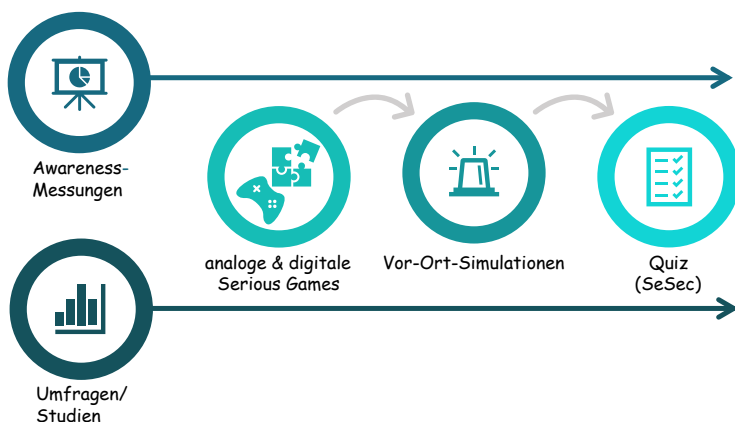 Awareness-
Messungen
analoge & digitale
Serious Games
Vor-Ort-Simulationen
Quiz
(SeSec)
Umfragen/
Studien